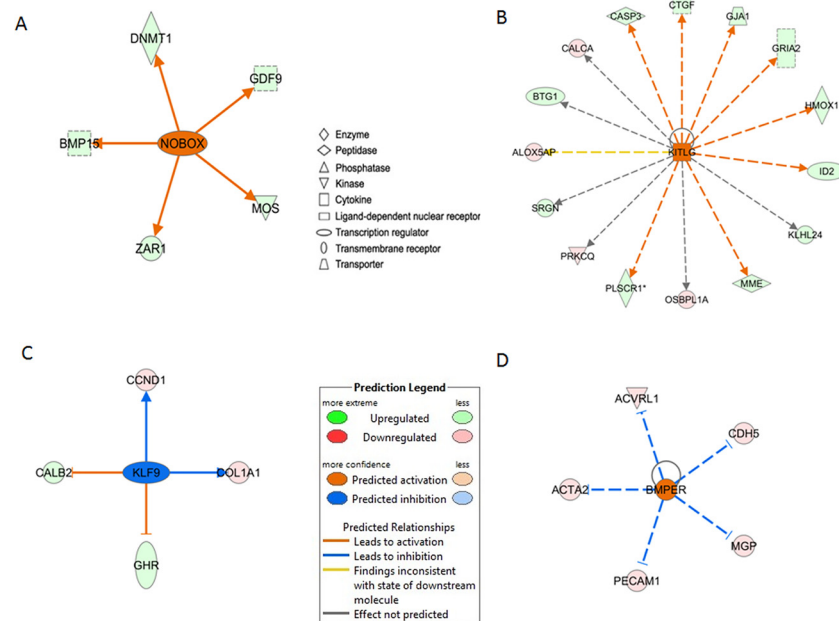 A
DNMT1
GDF9
BMP15
NOBOX
MOS
ZAR1
Enzyme
Peptidase
Phosphatase
Kinase
Cytokine
Ligand-dependent nuclear receptor
Transcription regulator
Transmembrane receptor
Transporter
B
CTGF
CASP3
GJA1
CALCA
GRIA2
BTG1
HMOX1
ALOX5AP
KITLG
ID2
SRGN
KLHL24
PRKCQ
PLSCR1*
OSBPL1A
MME
C
CCND1
CALB2
KLF9
COL1A1
GHR
Prediction Legend
more extreme less
Upregulated
Downregulated
more confidence less
Predicted activation
Predicted inhibition
Predicted Relationships
Leads to activation
Leads to inhibition
Findings inconsistent
with state of downstream
molecule
Effect not predicted
D
ACVRL1
CDH5
ACTA2
BMPER
MGP
PECAM1